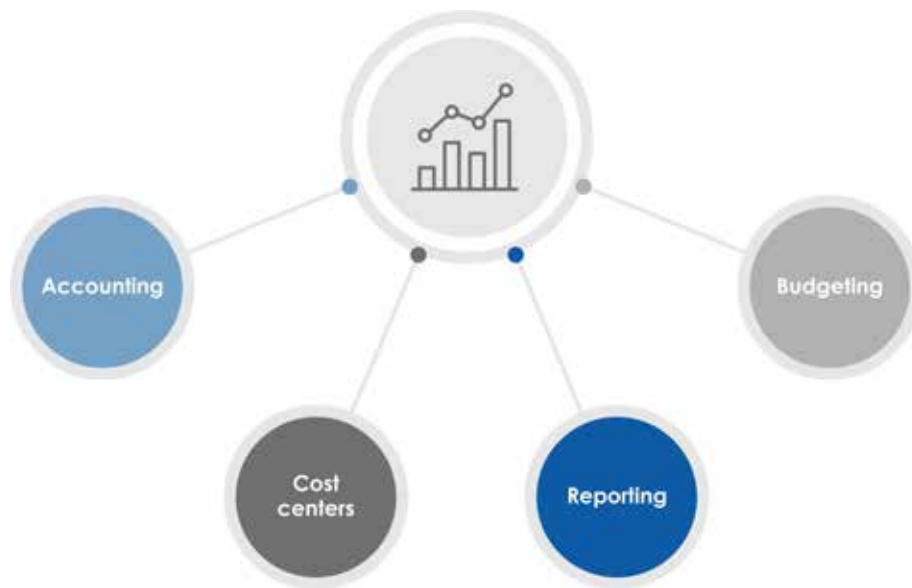 Accounting
Budgeting
Cost
centers
Reporting